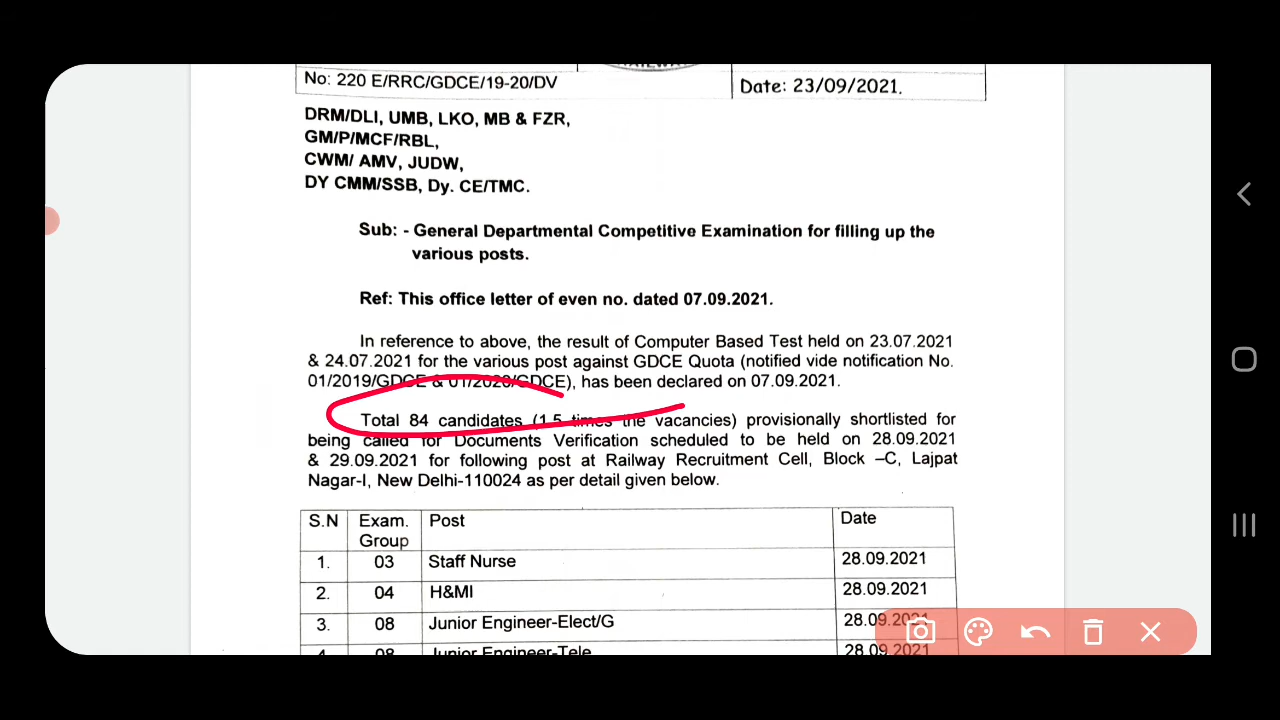 No: 220 E/RRC/GDCE/19-20/DV
Date: 23/09/2021.
DRM/DLI, UMB, LKO, MB & FZR,
GM/P/MCF/RBL,
CWM/ AMV, JUDW,
DY CMM/SSB, Dy. CE/TMC.
Sub: - General Departmental Competitive Examination for filling up the
various posts.
Ref: This office letter of even no. dated 07.09.2021.
In reference to above, the result of Computer Based Test held on 23.07.2021
& 24.07.2021 for the various post against GDCE Quota (notified vide notification No.
01/2019/GDCE & 01/2020/GDCE), has been declared on 07.09.2021.
Total 84 candidates (1.5 times the vacancies) provisionally shortlisted for
being called for Documents Verification scheduled to be held on 28.09.2021
& 29.09.2021 for following post at Railway Recruitment Cell, Block –C, Lajpat
Nagar-I, New Delhi-110024 as per detail given below.
S.N Exam. Group Post Date
1. 03 Staff Nurse 28.09.2021
2. 04 H&MI 28.09.2021
3. 08 Junior Engineer-Elect/G 28.09.2021
4. 08 Junior Engineer-Tele 28.09.2021